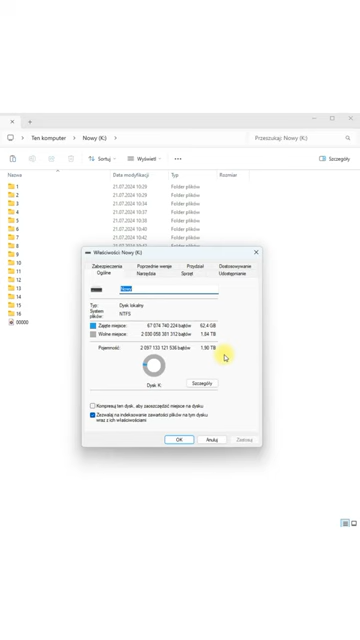 Ten komputer
Nowy (K:)
Przeszukaj: Nowy (K:)
Sortuj
Wyświetl
Szczegóły
Nazwa
Data modyfikacji
Typ
Rozmiar
1
21.07.2024 10:29
Folder plików
2
21.07.2024 10:29
Folder plików
3
21.07.2024 10:34
Folder plików
4
21.07.2024 10:35
Folder plików
5
21.07.2024 10:37
Folder plików
6
21.07.2024 10:40
Folder plików
7
21.07.2024 10:42
Folder plików
8
9
10
11
12
13
14
15
16
00000
Właściwości Nowy (K:)
Zabezpieczenia
Poprzednie wersje
Przydział
Dostosowywanie
Ogólne
Narzędzia
Sprzęt
Udostępnianie
Nowy
Typ:
Dysk lokalny
System
plików:
NTFS
Zajęte miejsce:
67 074 740 224 bajtów
62,4 GB
Wolne miejsce:
2 030 058 381 312 bajtów
1,84 TB
Pojemność:
2 097 133 121 536 bajtów
1,90 TB
Dysk K:
Szczegóły
Kompresuj ten dysk, aby zaoszczędzić miejsce na dysku
Zezwalaj na indeksowanie zawartości plików na tym dysku
wraz z ich właściwościami
OK
Anuluj
Zastosuj